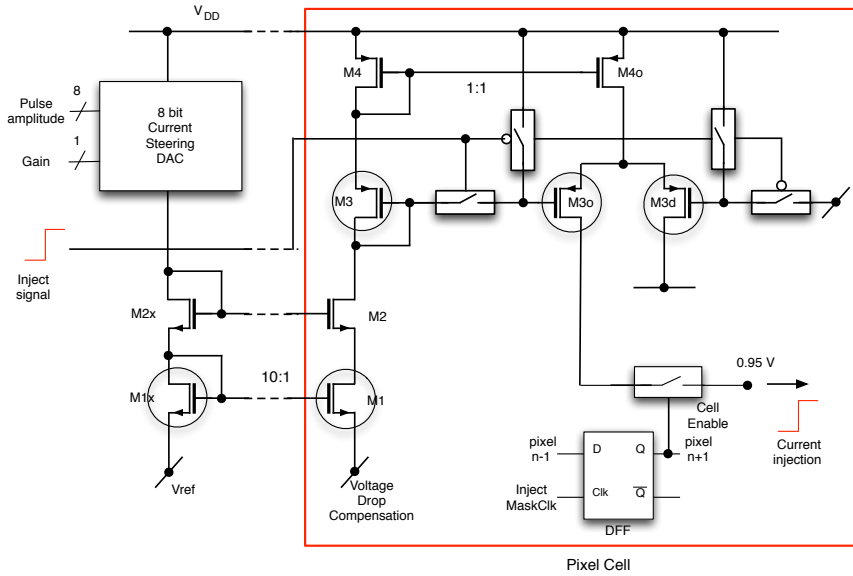 VDD
Pulse
amplitude
8
8 bit
Current
Steering
DAC
Gain
1
M4
1:1
M4o
M3
M3o
M3d
Inject
signal
M2x
M2
M1x
10:1
M1
Vref
Voltage
Drop
Compensation
0.95 V
Cell
Enable
Current
injection
pixel
n-1
D
Q
pixel
n+1
Inject
MaskClk
Clk
Q
DFF
Pixel Cell